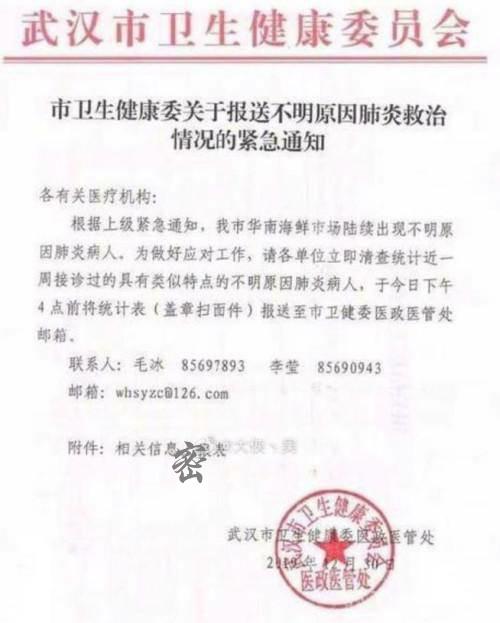 武汉市卫生健康委员会
市卫生健康委关于报送不明原因肺炎救治
情况的紧急通知
各有关医疗机构:
根据上级紧急通知，我市华南海鲜市场陆续出现不明原
因肺炎病人。为做好应对工作，请各单位立即清查统计近一
周接诊过的具有类似特点的不明原因肺炎病人，于今日下午
4点前将统计表（盖章扫面件）报送至市卫健委医政医管处
邮箱。
联系人：毛冰 85697893 李莹 85690943
邮箱：whsyzc@126.com
附件：相关信息 表
密
武汉市卫生健康委医政医管处
2019年12月30日
武汉市卫生健康委员会
医政医管处